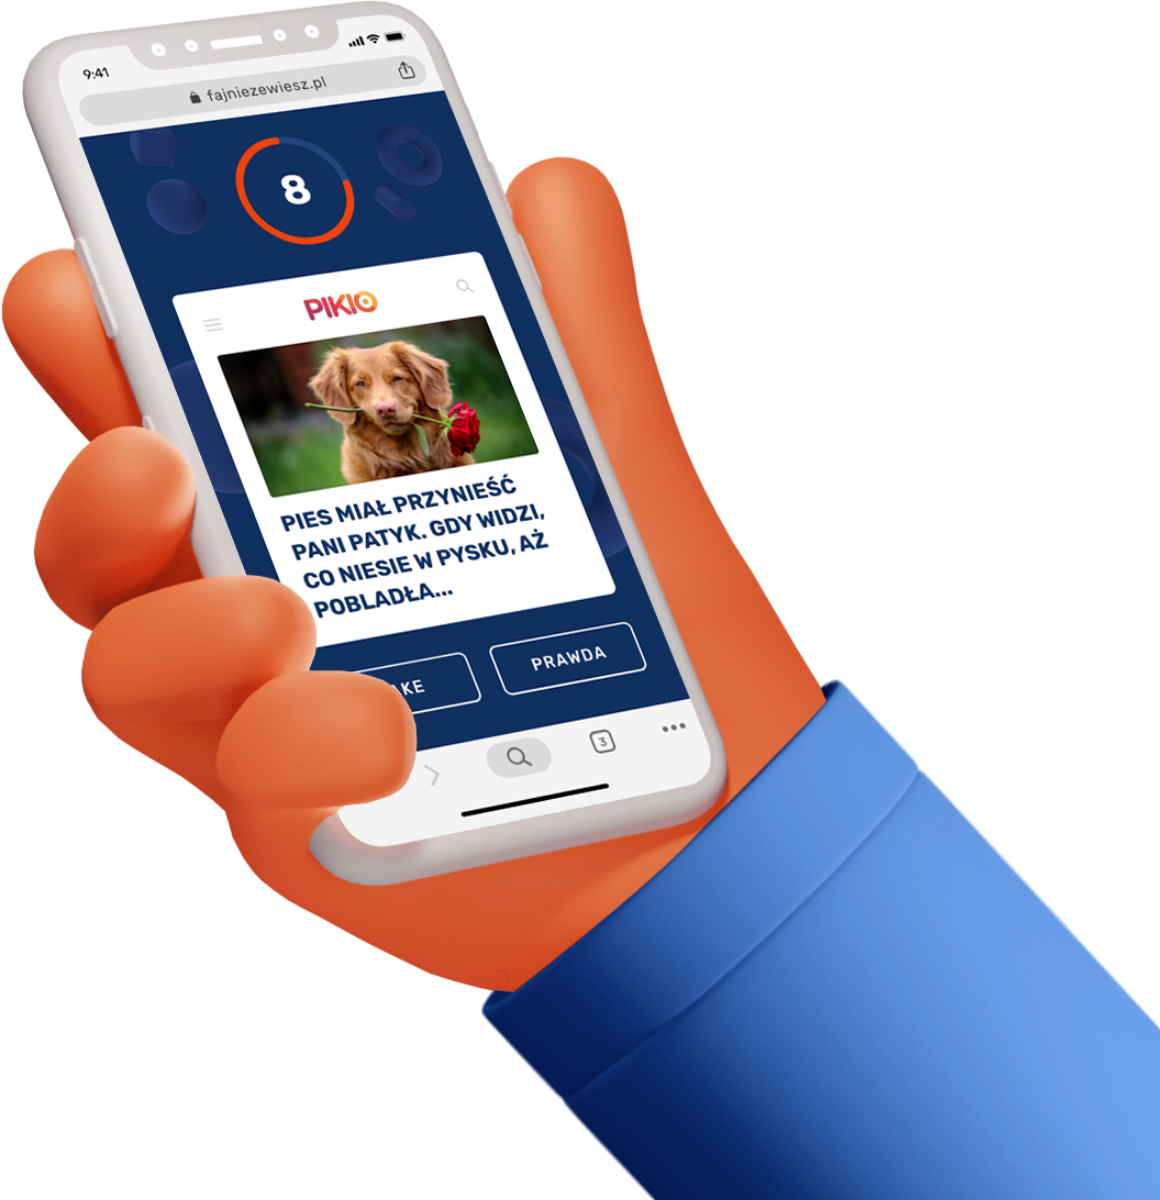 9:41
fajniezewiesz.pl
8
PIKIO
PIES MIAŁ PRZYNIEŚĆ
PANI PATYK. GDY WIDZI,
CO NIESIE W PYSKU, AŻ
POBLADŁA...
KE
PRAWDA
3